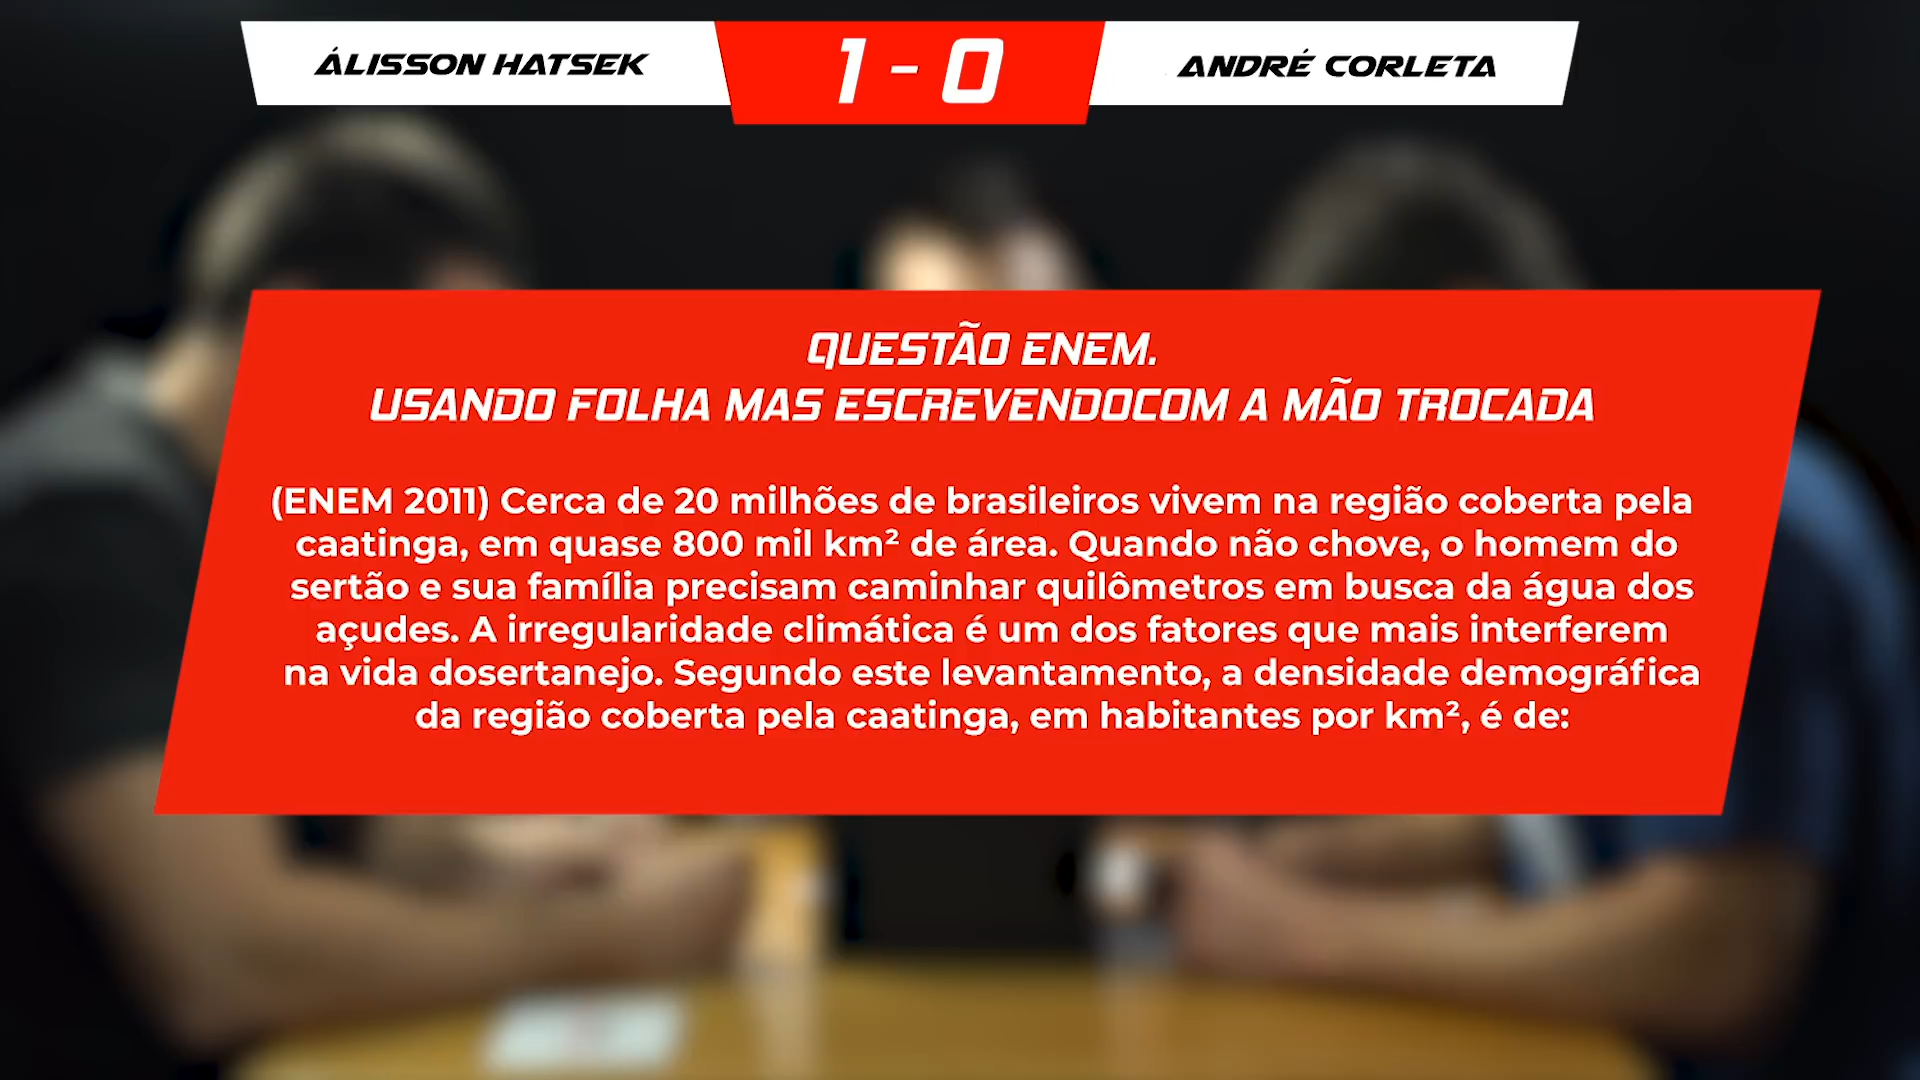 ÁLISSON HATSEK
1 - 0
ANDRÉ CORLETA
QUESTÃO ENEM.
USANDO FOLHA MAS ESCREVENDOCOM A MÃO TROCADA
(ENEM 2011) Cerca de 20 milhões de brasileiros vivem na região coberta pela
caatinga, em quase 800 mil km² de área. Quando não chove, o homem do
sertão e sua família precisam caminhar quilômetros em busca da água dos
açudes. A irregularidade climática é um dos fatores que mais interferem
na vida dosertanejo. Segundo este levantamento, a densidade demográfica
da região coberta pela caatinga, em habitantes por km², é de: